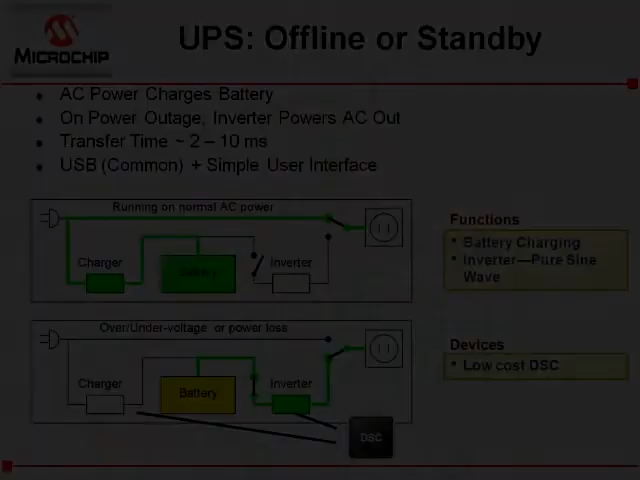 MICROCHIP
UPS: Offline or Standby
• AC Power Charges Battery
• On Power Outage, Inverter Powers AC Out
• Transfer Time ~ 2 – 10 ms
• USB (Common) + Simple User Interface
Running on normal AC power
Charger
Battery
Inverter
Functions
• Battery Charging
• Inverter—Pure Sine
Wave
Over/Under-voltage or power loss
Charger
Battery
Inverter
DSC
Devices
• Low cost DSC